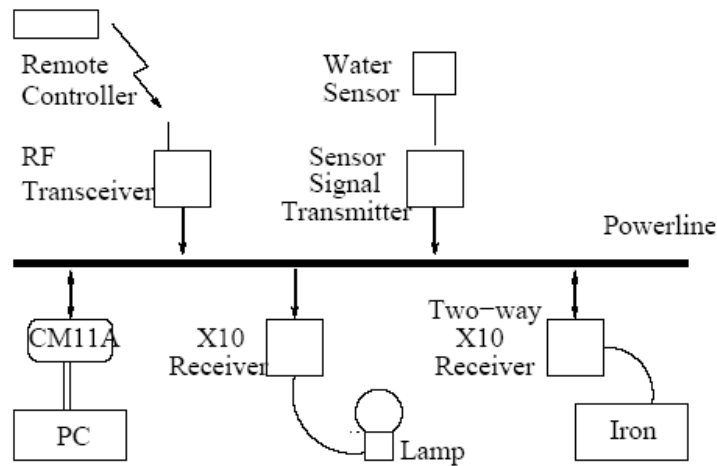 Remote
Controller
Water
Sensor
RF
Transceiver
Sensor
Signal
Transmitter
Powerline
CM11A
PC
X10
Receiver
Lamp
Two-way
X10
Receiver
Iron